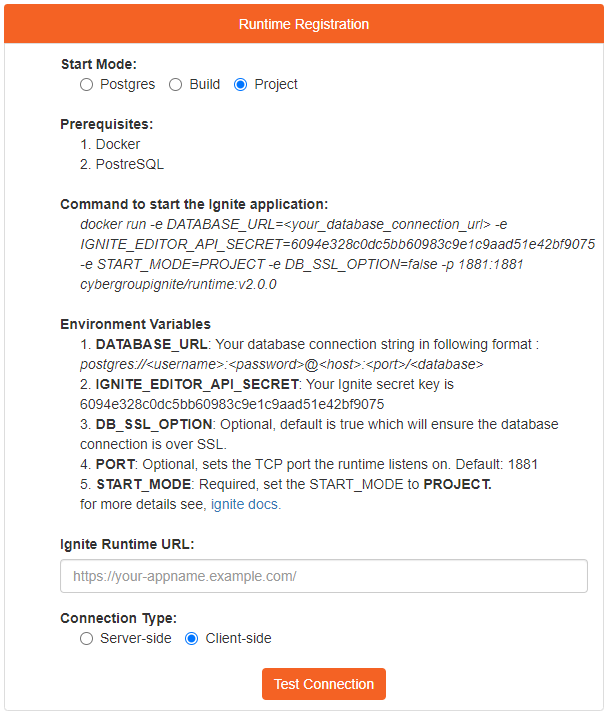 Runtime Registration
Start Mode:
Postgres Build Project
Prerequisites:
1. Docker
2. PostreSQL
Command to start the Ignite application:
docker run -e DATABASE_URL=<your_database_connection_url> -e
IGNITE_EDITOR_API_SECRET=6094e328c0dc5bb60983c9e1c9aad51e42bf9075
-e START_MODE=PROJECT -e DB_SSL_OPTION=false -p 1881:1881
cybergroupignite/runtime:v2.0.0
Environment Variables
1. DATABASE_URL: Your database connection string in following format :
postgres://<username>:<password>@<host>:<port>/<database>
2. IGNITE_EDITOR_API_SECRET: Your Ignite secret key is
6094e328c0dc5bb60983c9e1c9aad51e42bf9075
3. DB_SSL_OPTION: Optional, default is true which will ensure the database
connection is over SSL.
4. PORT: Optional, sets the TCP port the runtime listens on. Default: 1881
5. START_MODE: Required, set the START_MODE to PROJECT.
for more details see, ignite docs.
Ignite Runtime URL:
https://your-appname.example.com/
Connection Type:
Server-side Client-side
Test Connection